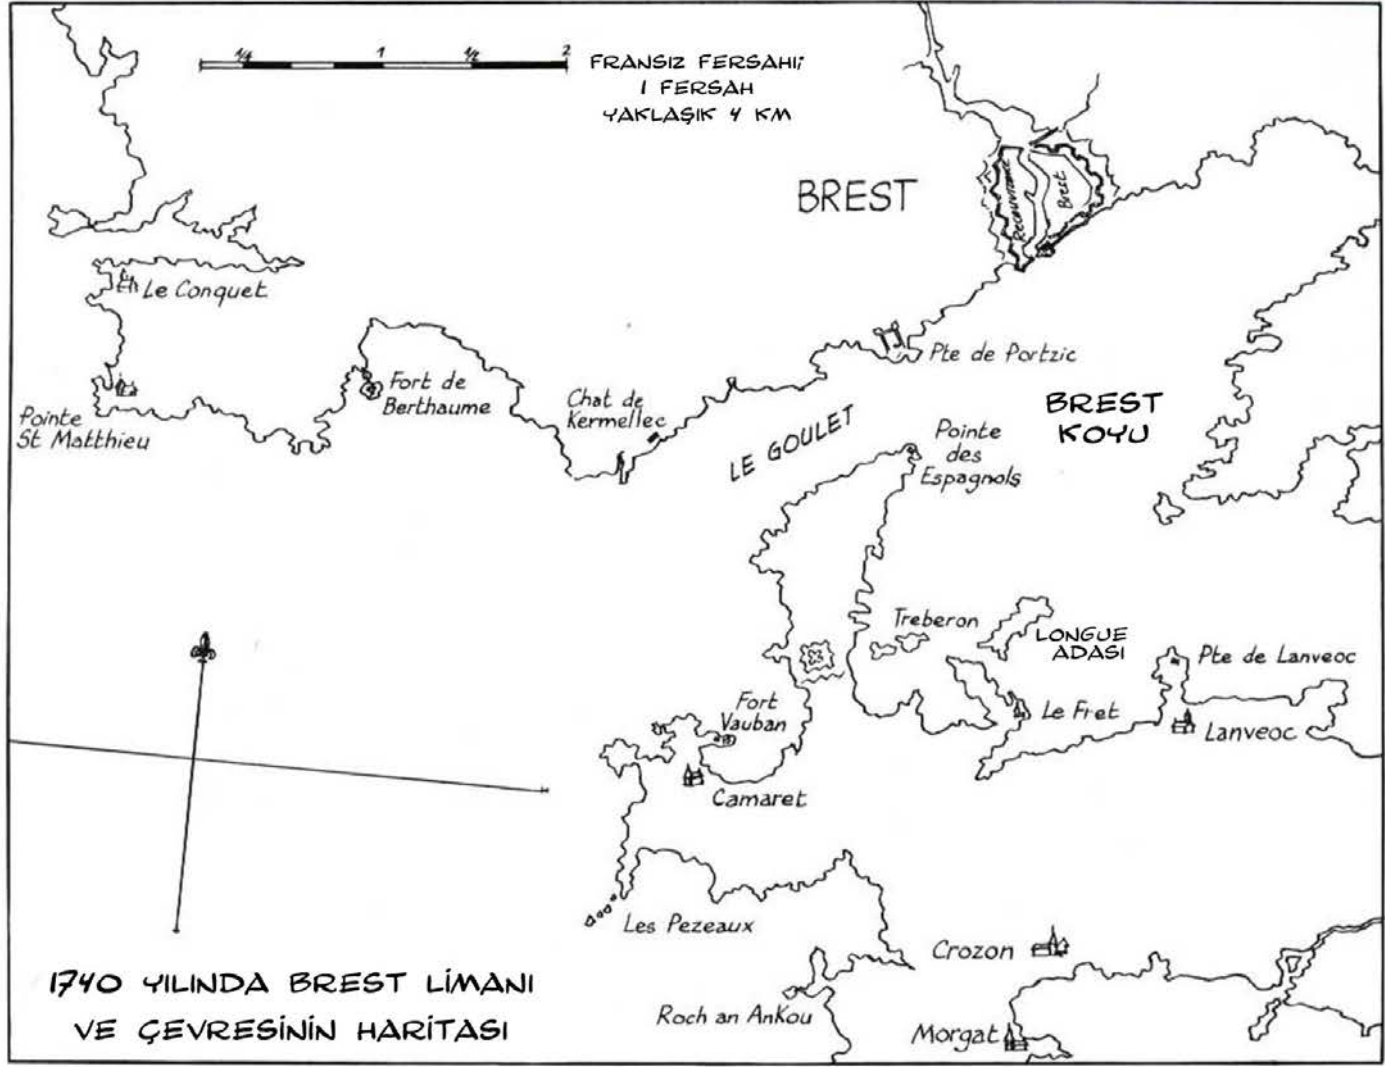 1/4 1 1/2 2
FRANSIZ FERSAHI;
1 FERSAH
YAKLAŞIK 4 KM
BREST
Recouvrance
Brest
Le Conquet
Pte de Portzic
Fort de
Berthaume
Chat de
Kermellec
BREST
KOYU
Pointe
St Matthieu
LE GOULET
Pointe
des
Espagnols
Treberon
LONGUE
ADASI
Pte de Lanveoc
Fort
Vauban
Le Fret
Lanveoc
Camaret
Les Pezeaux
Crozon
1740 YILINDA BREST LİMANI
VE ÇEVRESİNİN HARİTASI
Roch an AnKou
Morgat